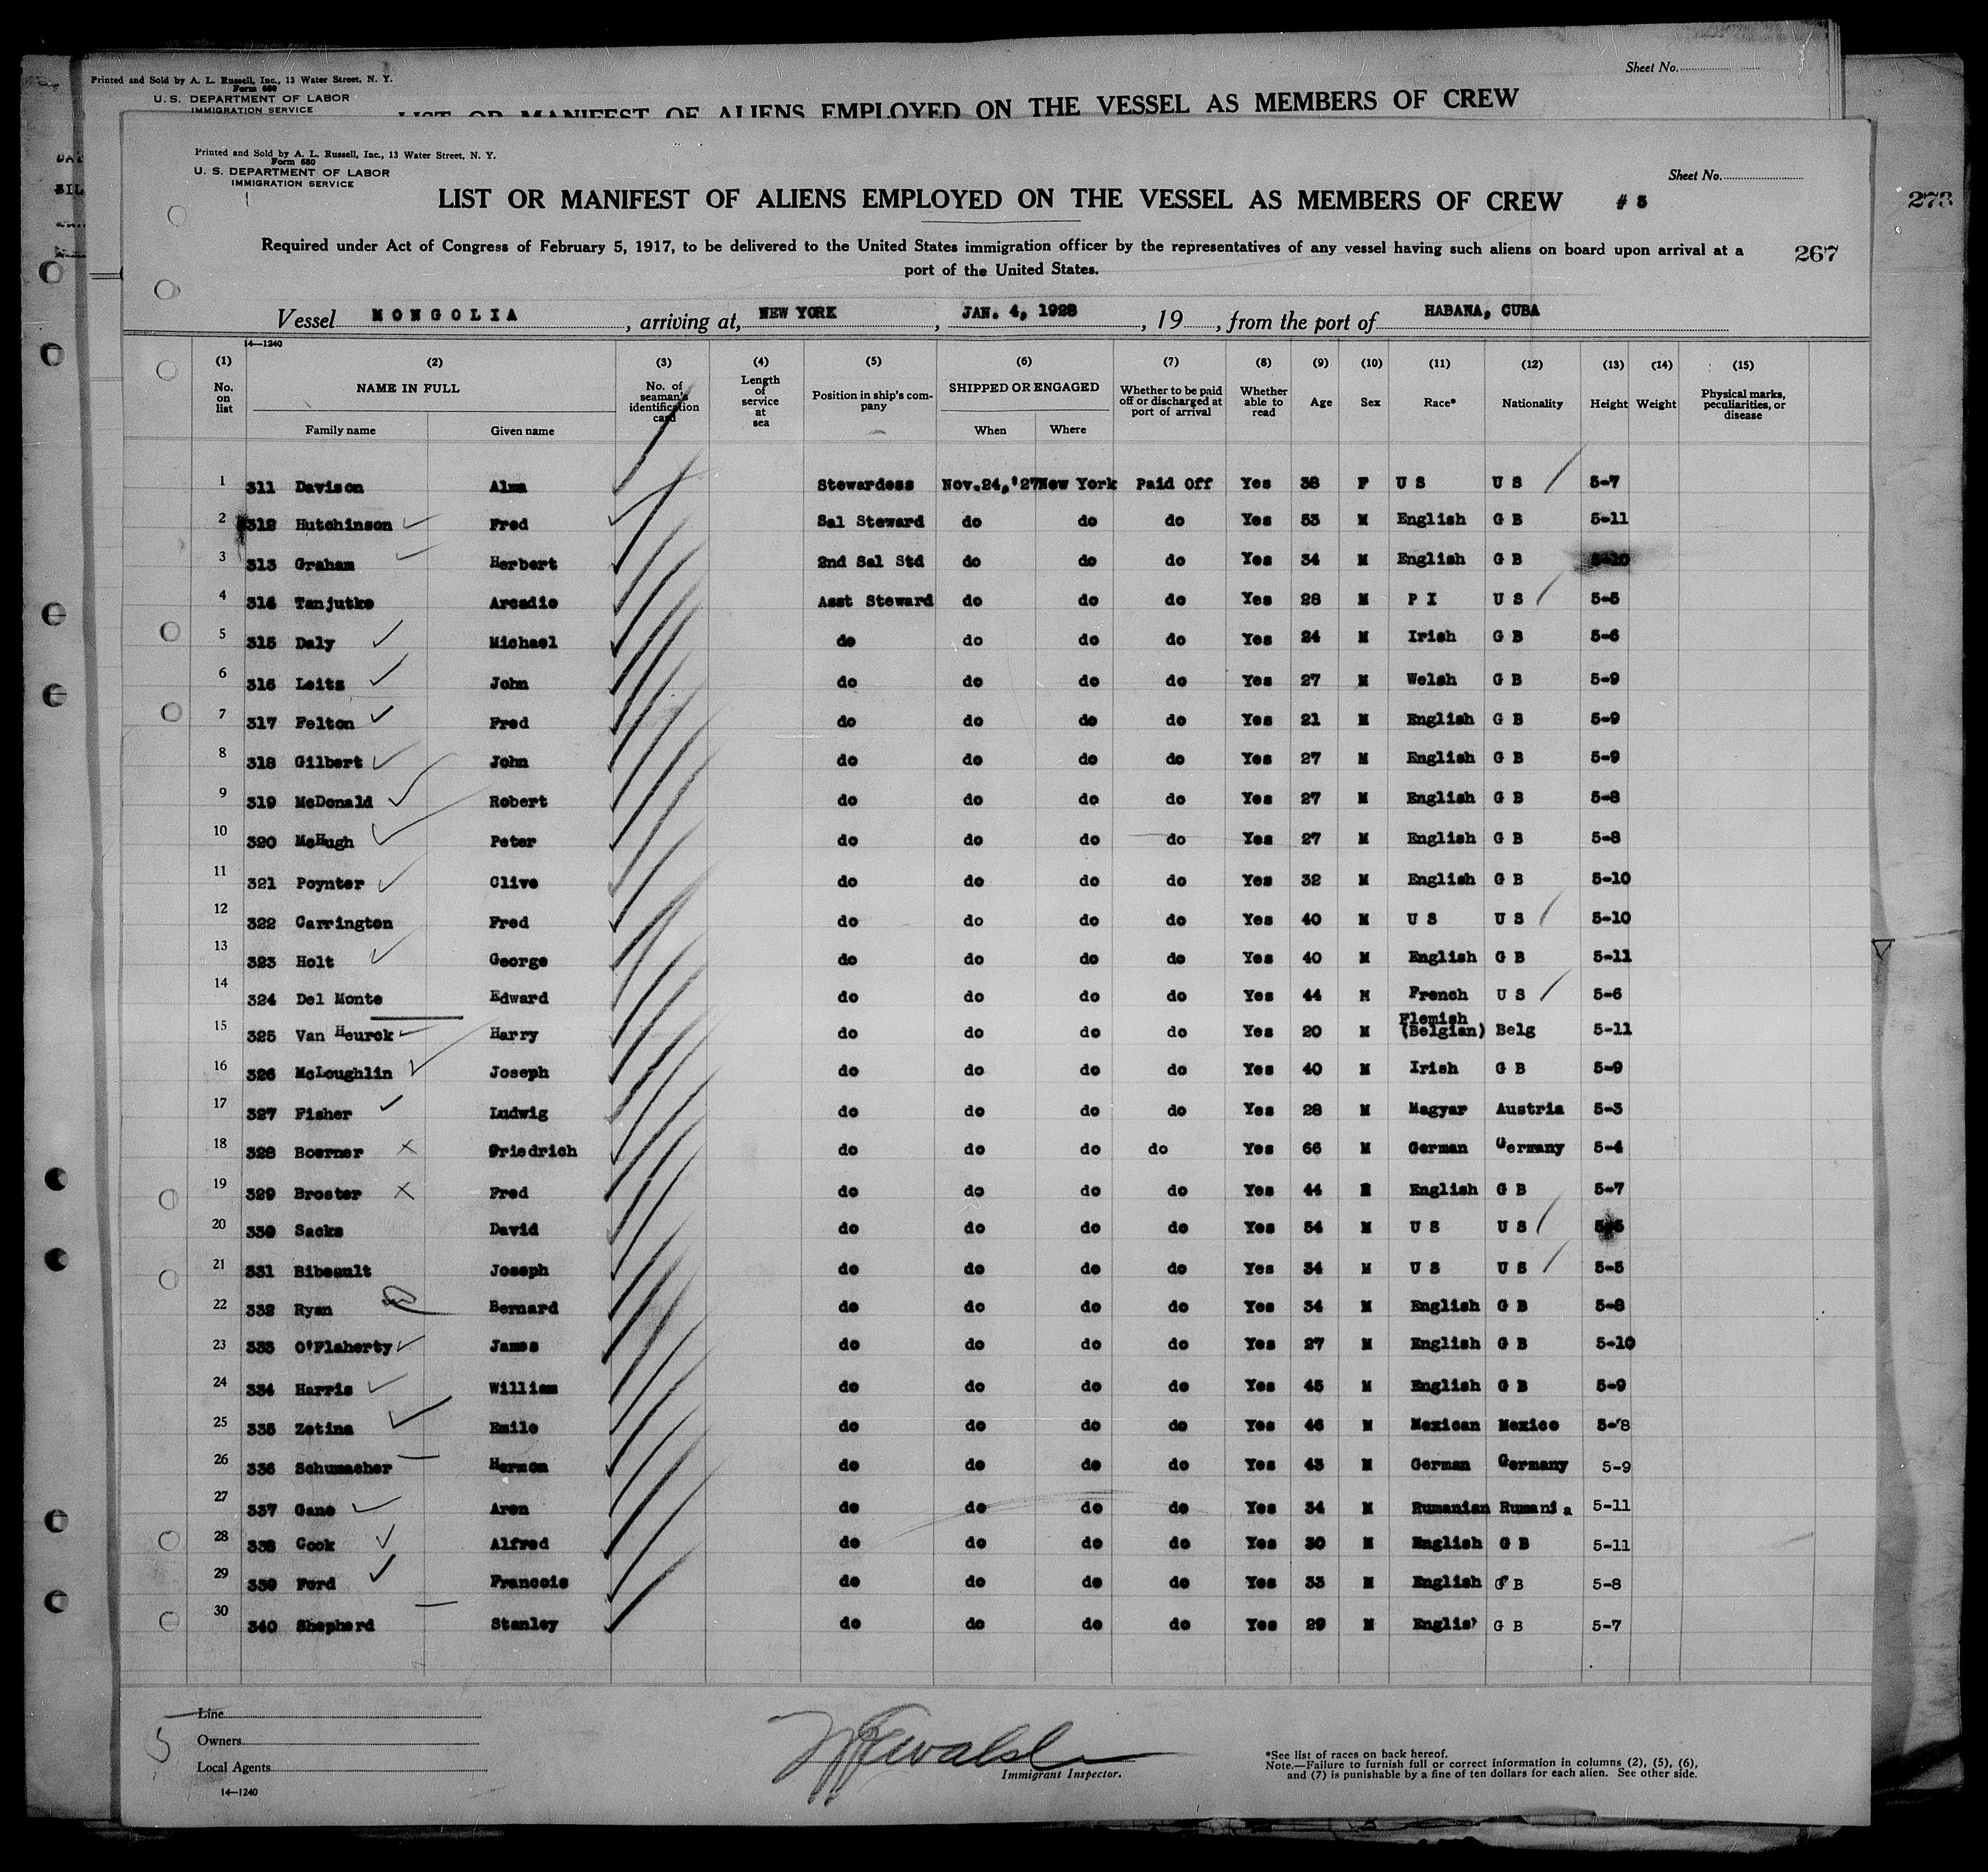 Sheet No.
Printed and Sold by A. L. Russell, Inc., 13 Water Street, N. Y.
Form 680
U. S. DEPARTMENT OF LABOR
IMMIGRATION SERVICE
LIST OR MANIFEST OF ALIENS EMPLOYED ON THE VESSEL AS MEMBERS OF CREW
273
Printed and Sold by A. L. Russell, Inc., 13 Water Street, N. Y.
Form 680
U. S. DEPARTMENT OF LABOR
IMMIGRATION SERVICE
Sheet No.
LIST OR MANIFEST OF ALIENS EMPLOYED ON THE VESSEL AS MEMBERS OF CREW # 5
Required under Act of Congress of February 5, 1917, to be delivered to the United States immigration officer by the representatives of any vessel having such aliens on board upon arrival at a
port of the United States.
267
Vessel MONGOLIA, arriving at, NEW YORK, JAN. 4, 1928, 19, from the port of HABANA, CUBA
14—1240
(1) (2) (3) (4) (5) (6) (7) (8) (9) (10) (11) (12) (13) (14) (15)
No. on list NAME IN FULL Family name Given name No. of seaman's identification card Length of service at sea Position in ship's company SHIPPED OR ENGAGED When Where Whether to be paid off or discharged at port of arrival Whether able to read Age Sex Race* Nationality Height Weight Physical marks, peculiarities, or disease
1 311 Davison Alma Stewardess Nov.24,'27 New York Paid Off Yes 38 F U S U S 5-7
2 312 Hutchinson Fred Sal Steward do do do Yes 53 M English G B 5-11
3 313 Graham Herbert 2nd Sal Std do do do Yes 34 M English G B 5-10
4 314 Tanjutko Arcadio Asst Steward do do do Yes 28 M P I U S 5-5
5 315 Daly Michael do do do do Yes 24 M Irish G B 5-6
6 316 Leitz John do do do do Yes 27 M Welsh G B 5-9
7 317 Felton Fred do do do do Yes 21 M English G B 5-9
8 318 Gilbert John do do do do Yes 27 M English G B 5-9
9 319 McDonald Robert do do do do Yes 27 M English G B 5-8
10 320 McHugh Peter do do do do Yes 27 M English G B 5-8
11 321 Poynter Clive do do do do Yes 32 M English G B 5-10
12 322 Carrington Fred do do do do Yes 40 M U S U S 5-10
13 323 Holt George do do do do Yes 40 M English G B 5-11
14 324 Del Monte Edward do do do do Yes 44 M French U S 5-6
15 325 Van Heurck Harry do do do do Yes 20 M Flemish (Belgian) Belg 5-11
16 326 McLoughlin Joseph do do do do Yes 40 M Irish G B 5-9
17 327 Fisher Ludwig do do do do Yes 28 M Magyar Austria 5-3
18 328 Boerner Friedrich do do do do Yes 66 M German Germany 5-4
19 329 Broster Fred do do do do Yes 44 M English G B 5-7
20 330 Sacks David do do do do Yes 54 M U S U S
21 331 Bibeault Joseph do do do do Yes 34 M U S U S 5-5
22 332 Ryan Bernard do do do do Yes 34 M English G B 5-8
23 333 O'Flaherty James do do do do Yes 27 M English G B 5-10
24 334 Harris William do do do do Yes 45 M English G B 5-9
25 335 Zetina Emile do do do do Yes 46 M Mexican Mexico 5-8
26 336 Schumacher Hermon do do do do Yes 43 M German Germany 5-9
27 337 Gane Aron do do do do Yes 34 M Rumanian Rumania 5-11
28 338 Cook Alfred do do do do Yes 30 M English G B 5-11
29 339 Ford Francois do do do do Yes 33 M English G B 5-8
30 340 Shepherd Stanley do do do do Yes 29 M English G B 5-7
Line
Owners
Local Agents
14—1240
5
Immigrant Inspector.
*See list of races on back hereof.
Note.—Failure to furnish full or correct information in columns (2), (5), (6),
and (7) is punishable by a fine of ten dollars for each alien. See other side.